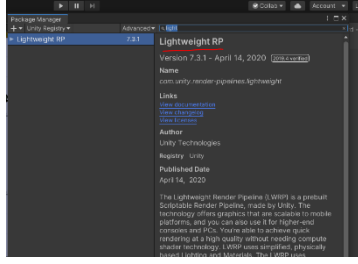 Collab
Account
Package Manager
Unity Registry
Advanced
light
Lightweight RP
7.3.1
Lightweight RP
Version 7.3.1 - April 14, 2020 2019.4 verified
Name
com.unity.render-pipelines.lightweight
Links
View documentation
View changelog
View licenses
Author
Unity Technologies
Registry Unity
Published Date
April 14, 2020
The Lightweight Render Pipeline (LWRP) is a prebuilt
Scriptable Render Pipeline, made by Unity. The
technology offers graphics that are scalable to mobile
platforms, and you can also use it for higher-end
consoles and PCs. You're able to achieve quick
rendering at a high quality without needing compute
shader technology. LWRP uses simplified, physically
based Lighting and Materials. The LWRP uses